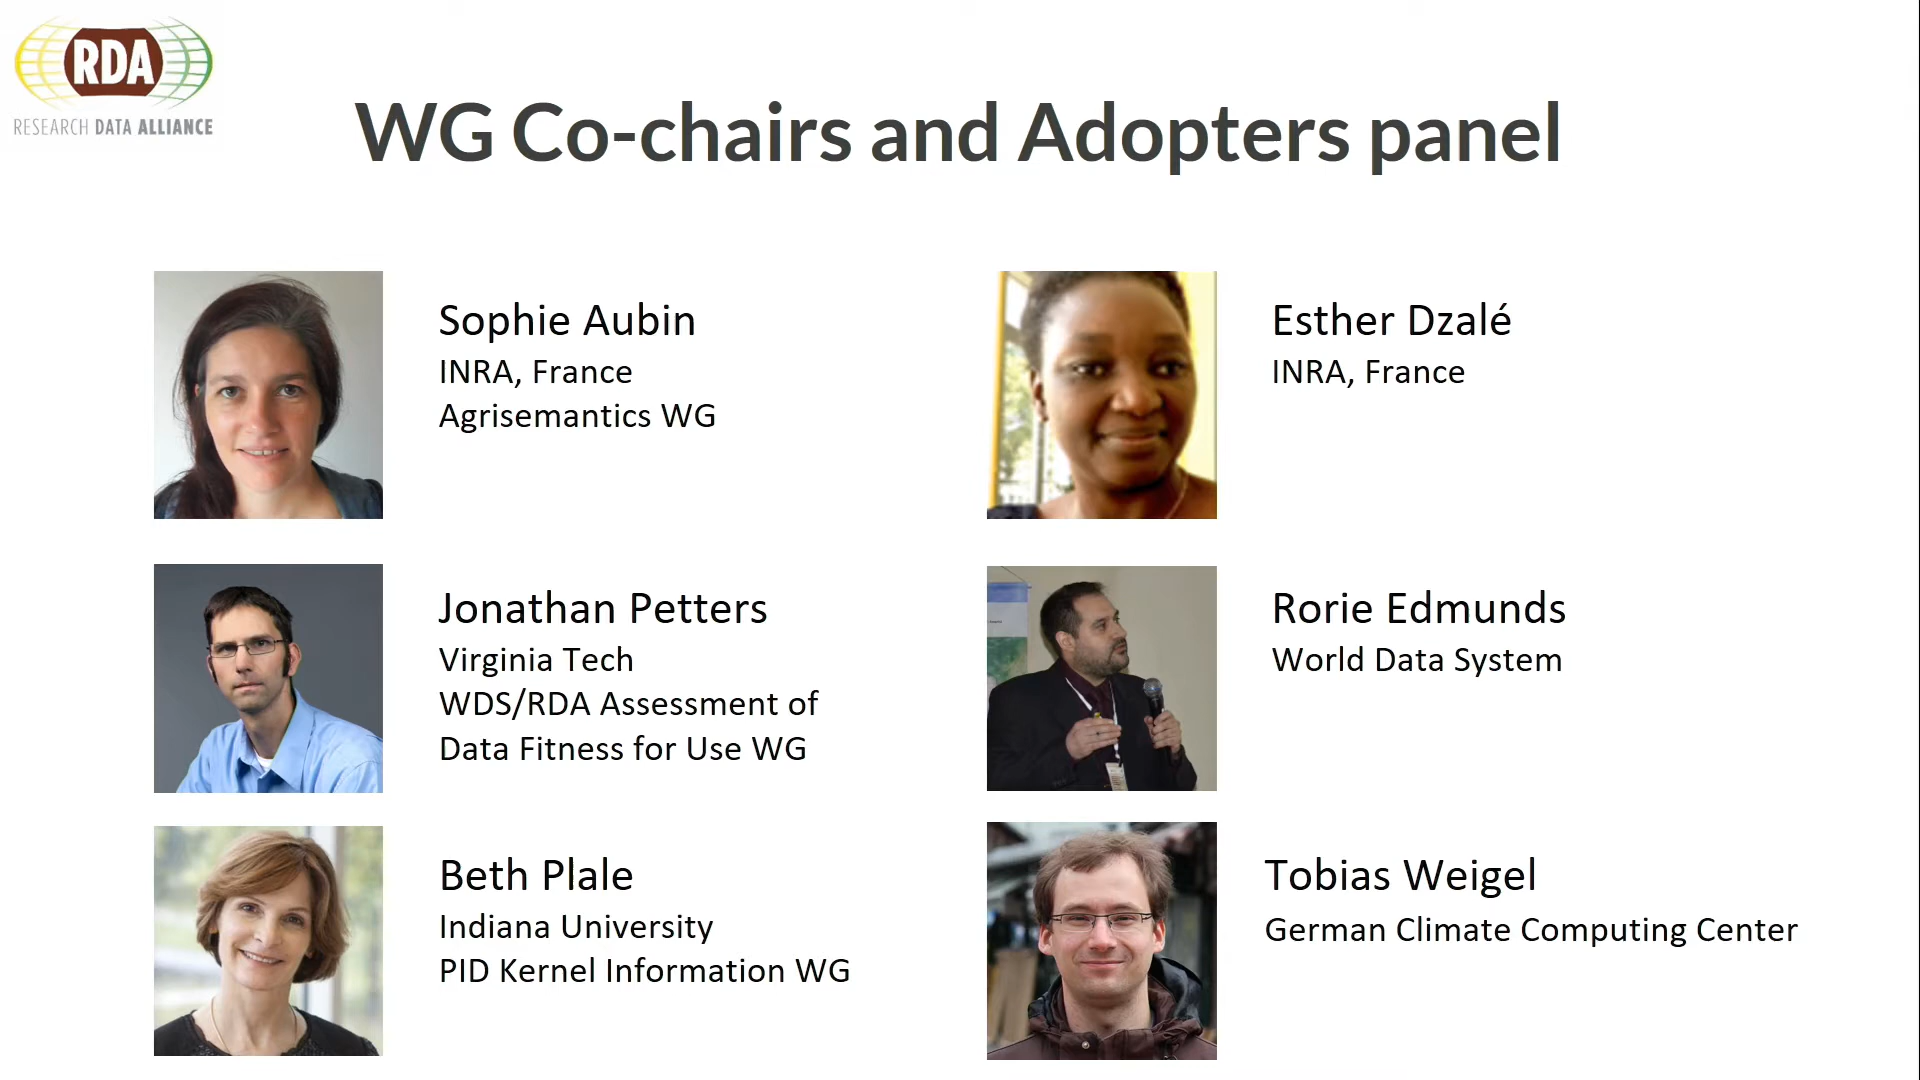 RDA
RESEARCH DATA ALLIANCE
WG Co-chairs and Adopters panel
Sophie Aubin
INRA, France
Agrisemantics WG
Esther Dzalé
INRA, France
Jonathan Petters
Virginia Tech
WDS/RDA Assessment of
Data Fitness for Use WG
Rorie Edmunds
World Data System
Beth Plale
Indiana University
PID Kernel Information WG
Tobias Weigel
German Climate Computing Center